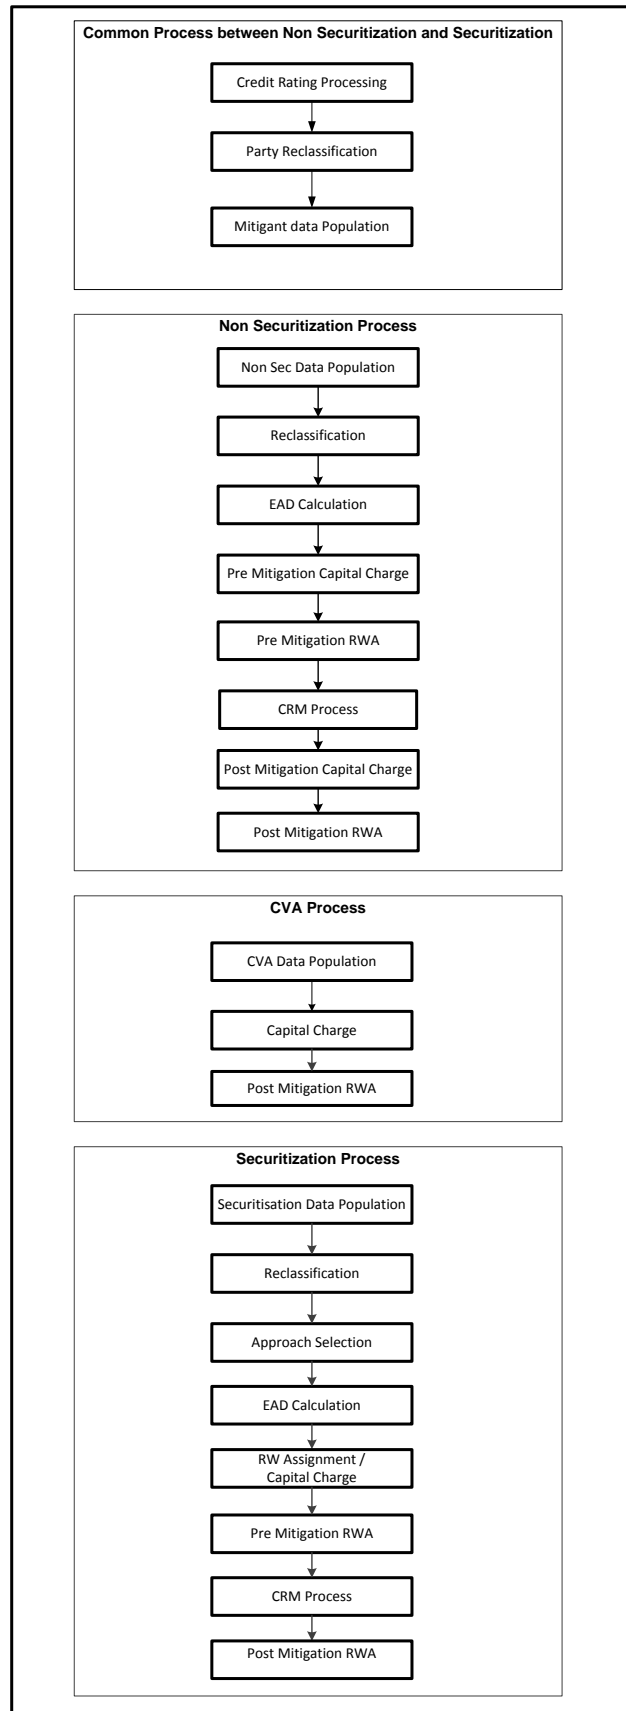 Common Process between Non Securitization and Securitization
Credit Rating Processing
Party Reclassification
Mitigant data Population
Non Securitization Process
Non Sec Data Population
Reclassification
EAD Calculation
Pre Mitigation Capital Charge
Pre Mitigation RWA
CRM Process
Post Mitigation Capital Charge
Post Mitigation RWA
CVA Process
CVA Data Population
Capital Charge
Post Mitigation RWA
Securitization Process
Securitisation Data Population
Reclassification
Approach Selection
EAD Calculation
RW Assignment /
Capital Charge
Pre Mitigation RWA
CRM Process
Post Mitigation RWA